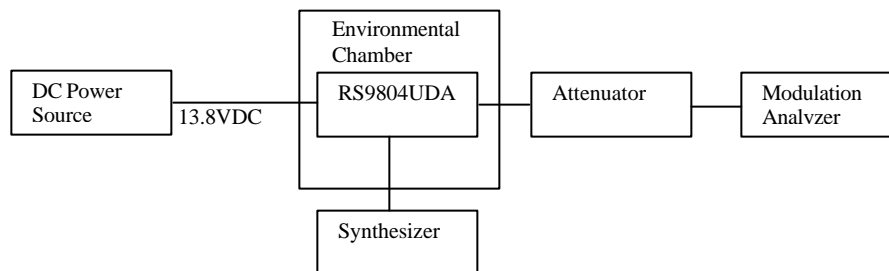 Environmental
Chamber
DC Power
Source
13.8VDC
RS9804UDA
Attenuator
Modulation
Analyzer
Synthesizer